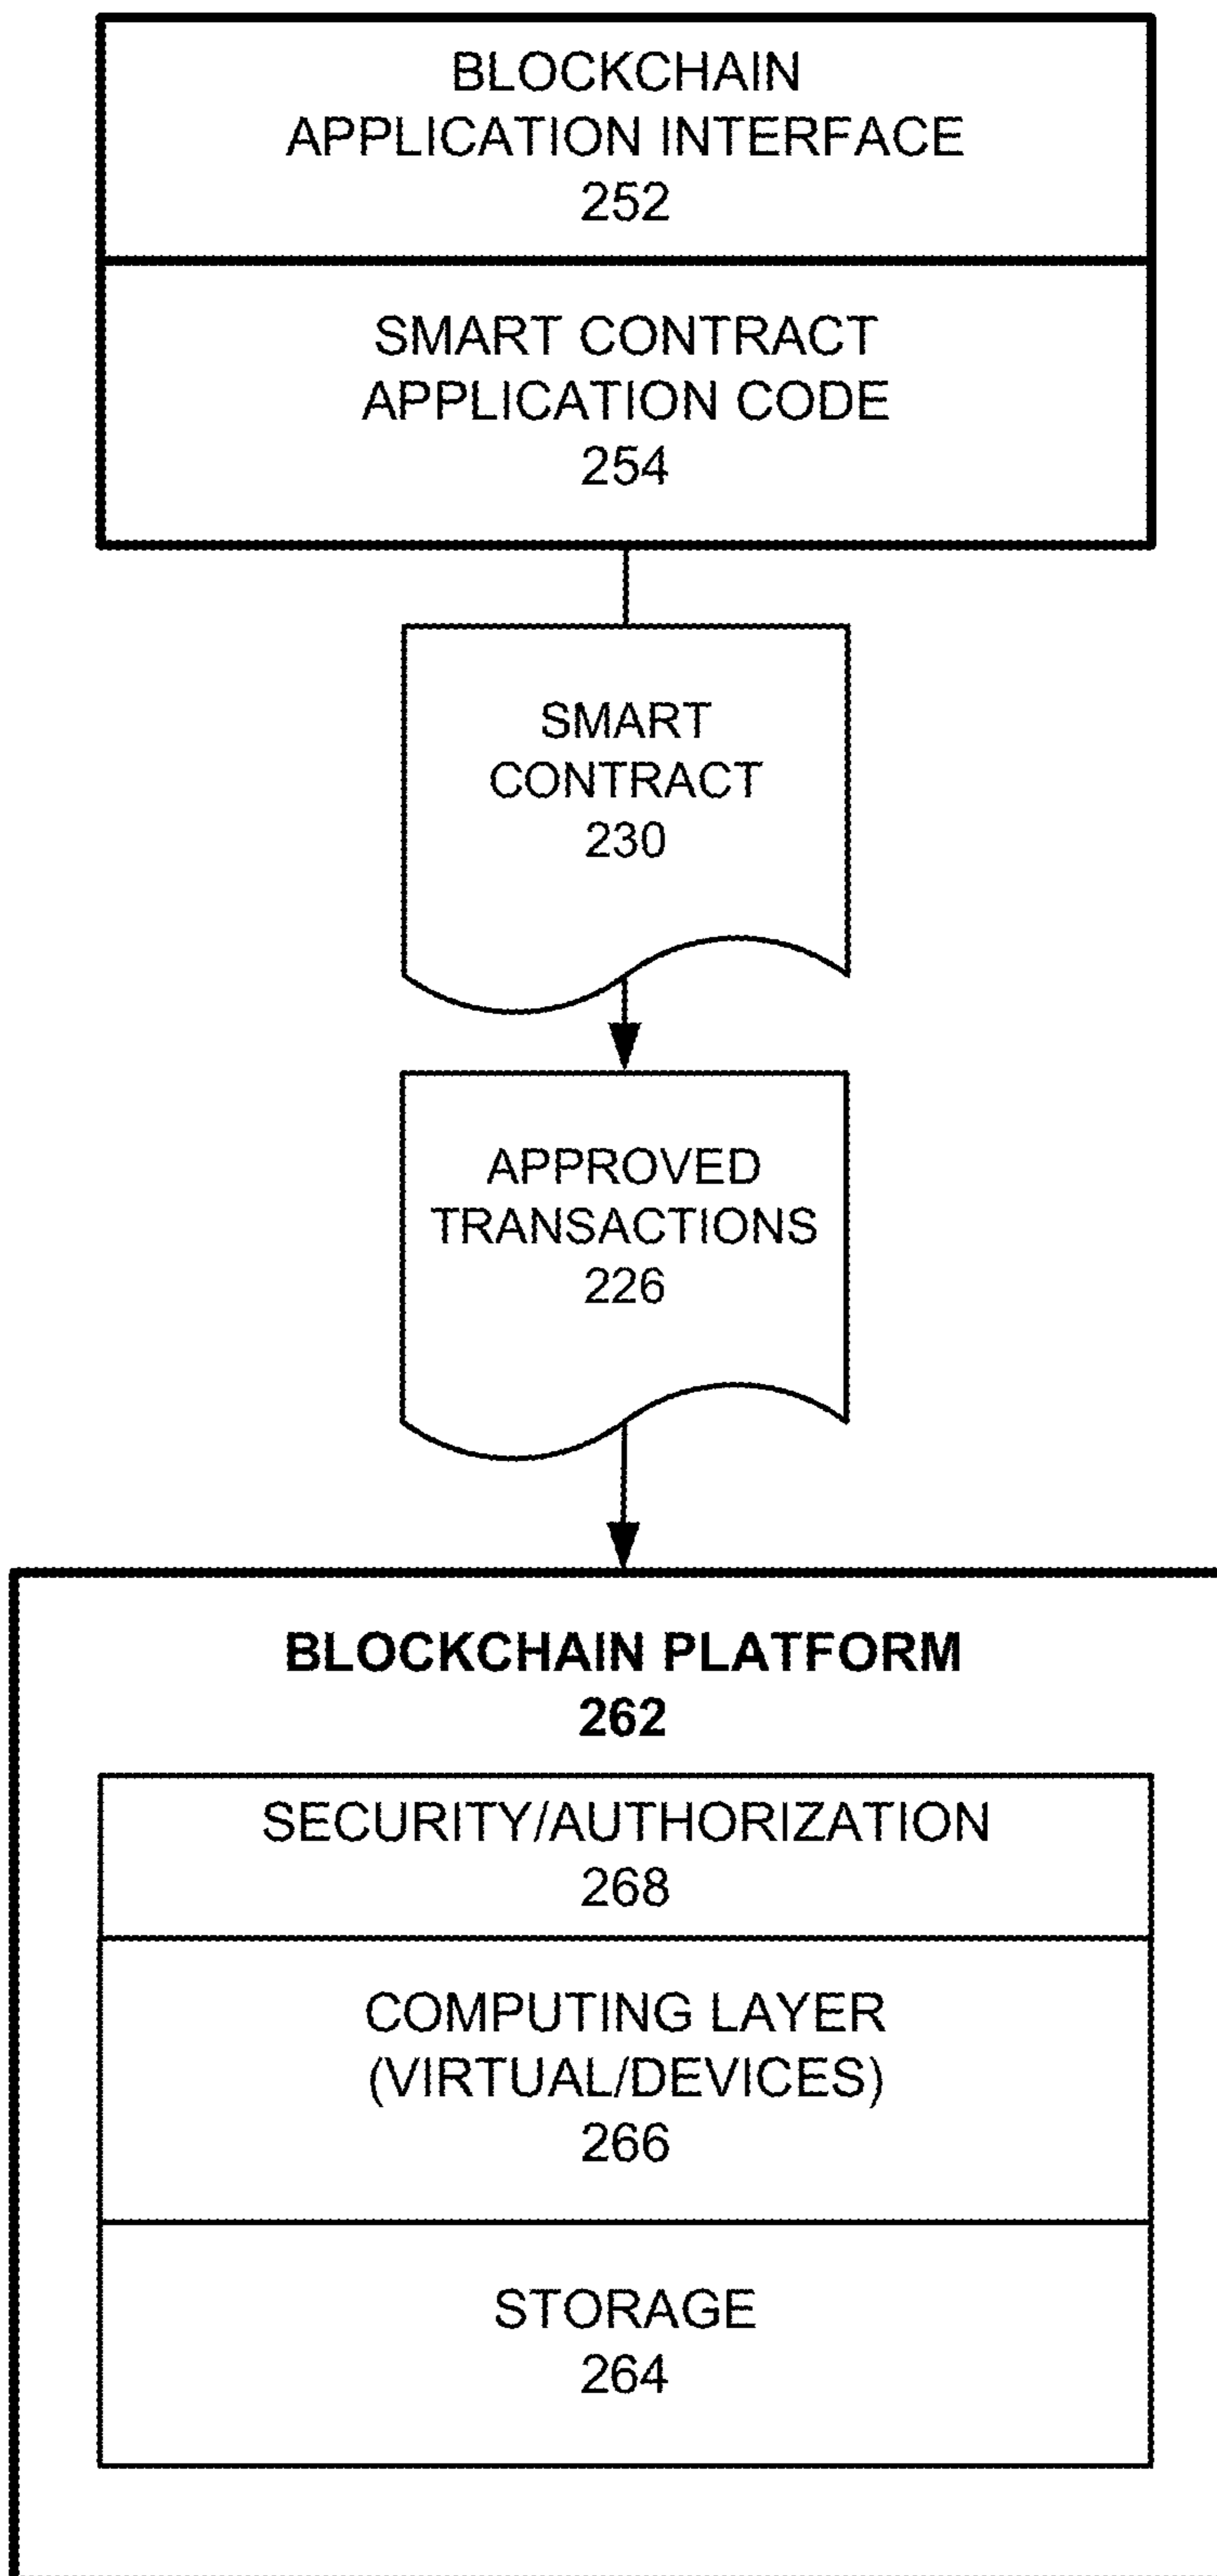 BLOCKCHAIN
APPLICATION INTERFACE
252
SMART CONTRACT
APPLICATION CODE
254
SMART
CONTRACT
230
APPROVED
TRANSACTIONS
226
BLOCKCHAIN PLATFORM
262
SECURITY/AUTHORIZATION
268
COMPUTING LAYER
(VIRTUAL/DEVICES)
266
STORAGE
264